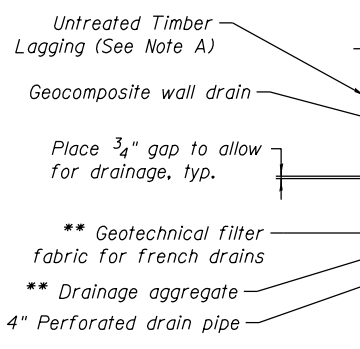 Untreated Timber
Lagging (See Note A)
Geocomposite wall drain
Place 3/4" gap to allow
for drainage, typ.
** Geotechnical filter
fabric for french drains
** Drainage aggregate
4" Perforated drain pipe